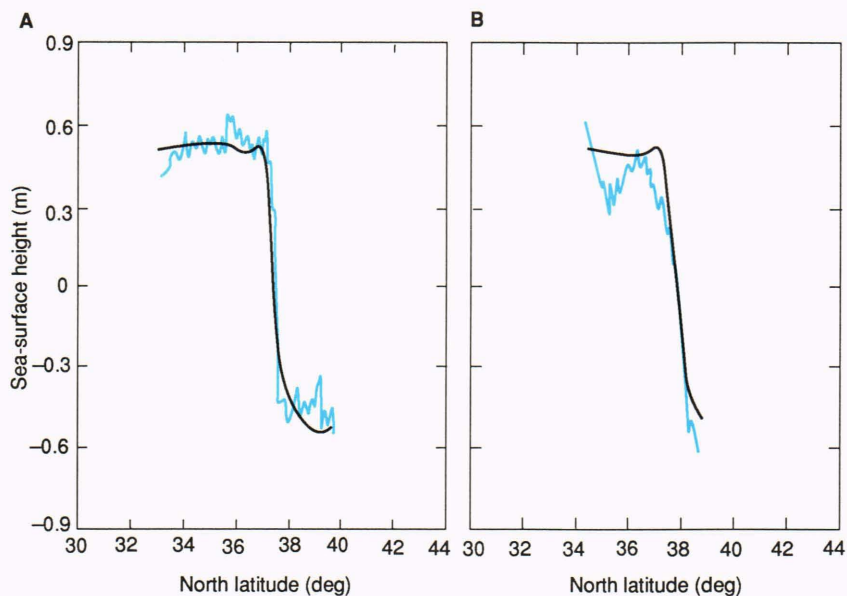 A
B
0.9
0.6
0.3
0
−0.3
−0.6
−0.9
Sea-surface height (m)
30 32 34 36 38 40 42 44
30 32 34 36 38 40 42 44
North latitude (deg)
North latitude (deg)